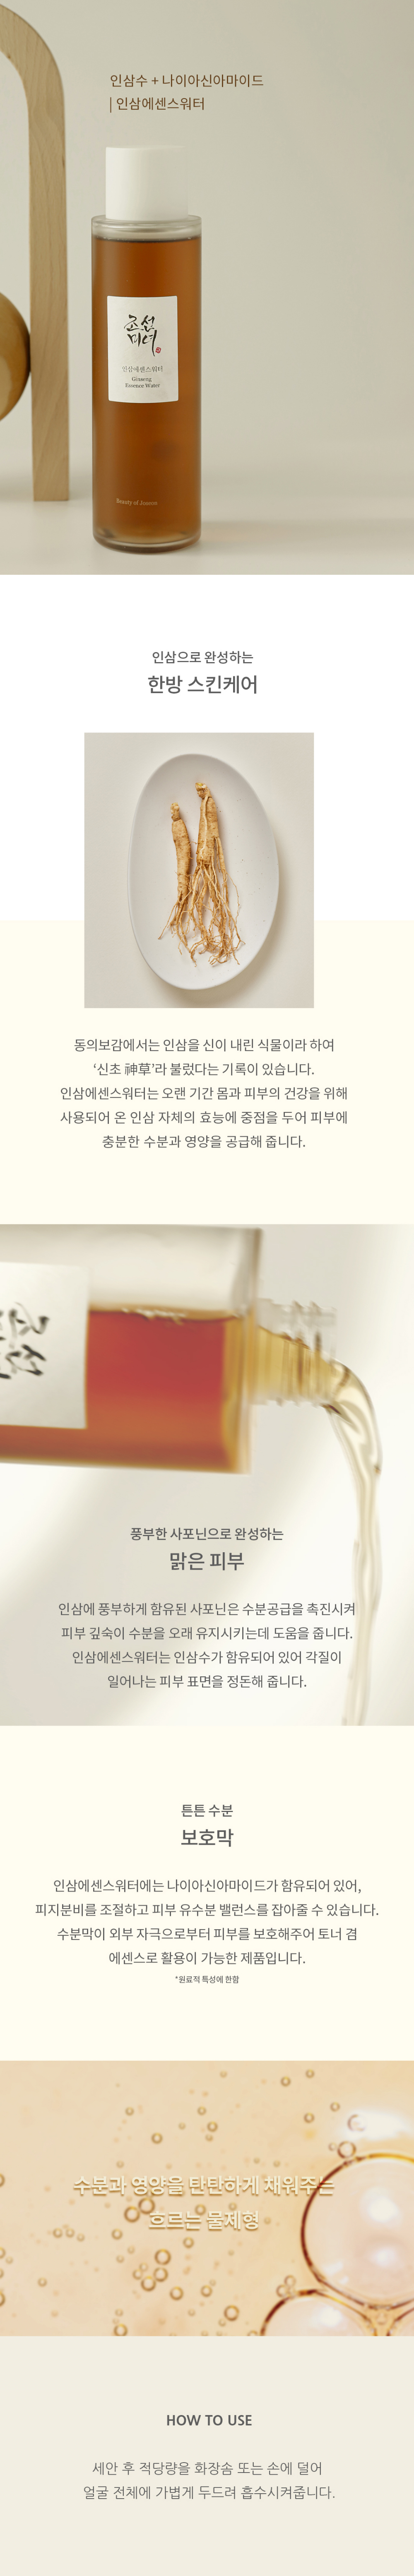 인삼수 + 나이아신아마이드
| 인삼에센스워터
조선
미녀
인삼에센스워터
Ginseng
Essence Water
Beauty of Joseon
인삼으로 완성하는
한방 스킨케어
동의보감에서는 인삼을 신이 내린 식물이라 하여
‘신초 神草’라 불렀다는 기록이 있습니다.
인삼에센스워터는 오랜 기간 몸과 피부의 건강을 위해
사용되어 온 인삼 자체의 효능에 중점을 두어 피부에
충분한 수분과 영양을 공급해 줍니다.
풍부한 사포닌으로 완성하는
맑은 피부
인삼에 풍부하게 함유된 사포닌은 수분공급을 촉진시켜
피부 깊숙이 수분을 오래 유지시키는데 도움을 줍니다.
인삼에센스워터는 인삼수가 함유되어 있어 각질이
일어나는 피부 표면을 정돈해 줍니다.
튼튼 수분
보호막
인삼에센스워터에는 나이아신아마이드가 함유되어 있어,
피지분비를 조절하고 피부 유수분 밸런스를 잡아줄 수 있습니다.
수분막이 외부 자극으로부터 피부를 보호해주어 토너 겸
에센스로 활용이 가능한 제품입니다.
*원료적 특성에 한함
수분과 영양을 탄탄하게 채워주는
흐르는 물제형
HOW TO USE
세안 후 적당량을 화장솜 또는 손에 덜어
얼굴 전체에 가볍게 두드려 흡수시켜줍니다.